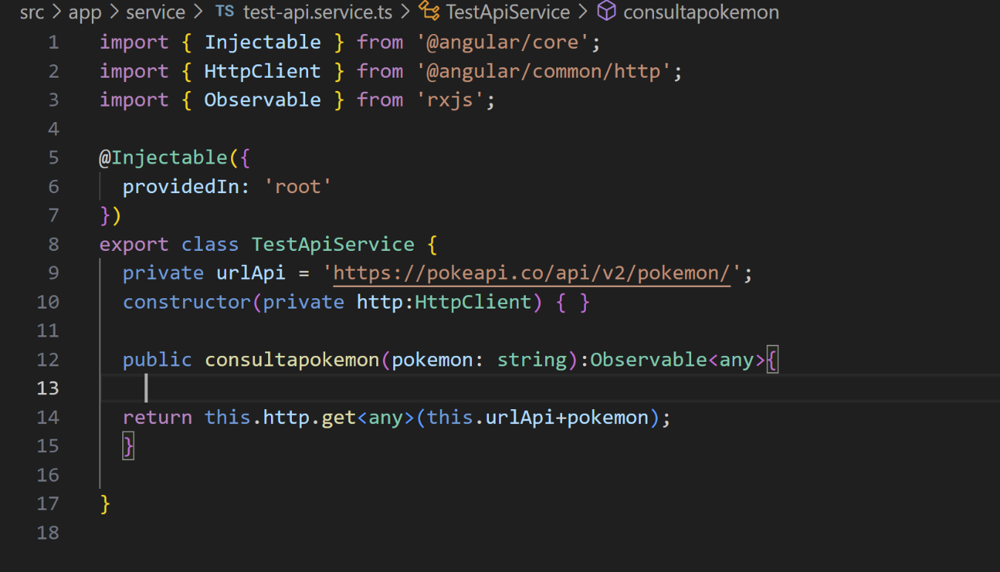 src > app > service > TS test-api.service.ts > TestApiService > consultapokemon
1 import { Injectable } from '@angular/core';
2 import { HttpClient } from '@angular/common/http';
3 import { Observable } from 'rxjs';
4
5 @Injectable({
6   providedIn: 'root'
7 })
8 export class TestApiService {
9   private urlApi = 'https://pokeapi.co/api/v2/pokemon/';
10   constructor(private http:HttpClient) { }
11
12   public consultapokemon(pokemon: string):Observable<any>{
13
14   return this.http.get<any>(this.urlApi+pokemon);
15   }
16
17 }
18